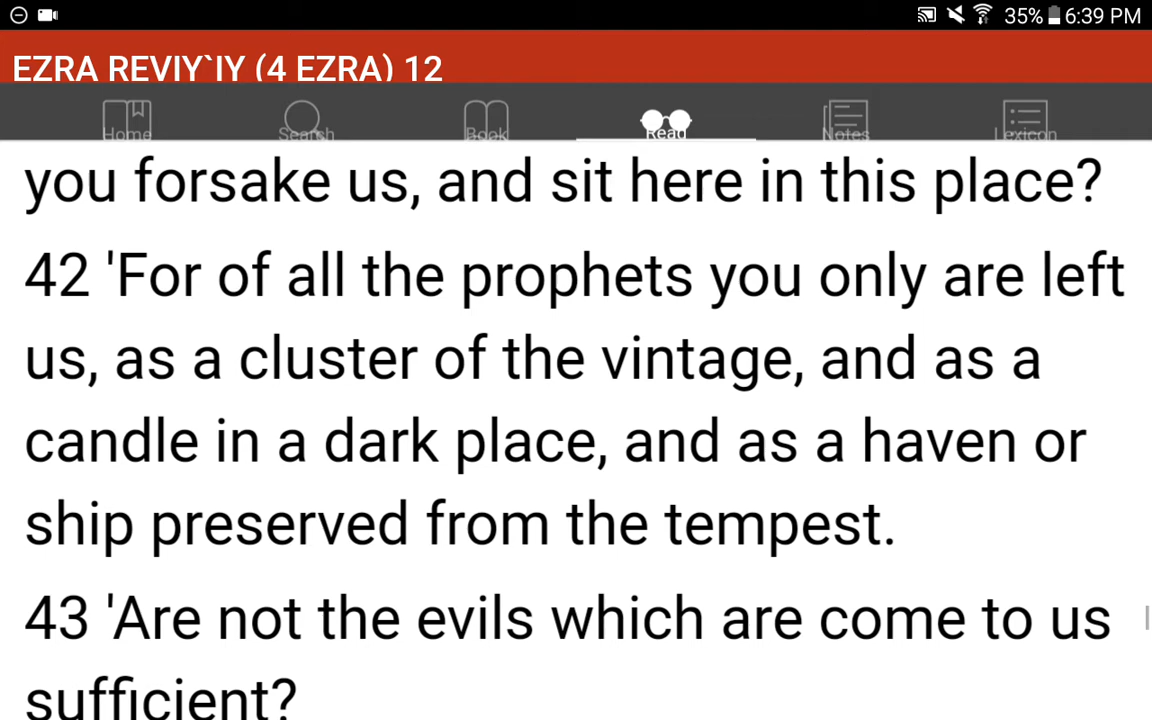 35% 6:39 PM
EZRA REVIY`IY (4 EZRA) 12
Home Search Book Read Notes Lexicon
you forsake us, and sit here in this place?
42 'For of all the prophets you only are left
us, as a cluster of the vintage, and as a
candle in a dark place, and as a haven or
ship preserved from the tempest.
43 'Are not the evils which are come to us
sufficient?